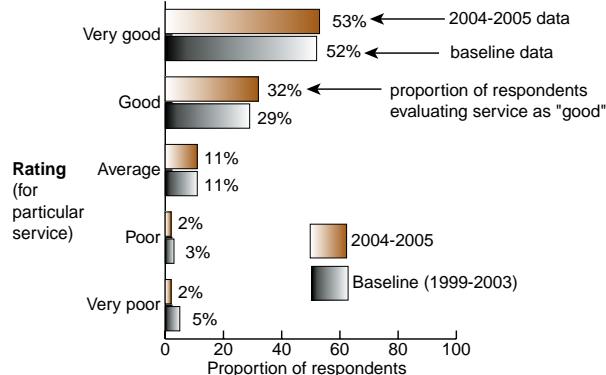 Very good
53%
2004-2005 data
52%
baseline data
Good
32%
proportion of respondents
evaluating service as "good"
29%
Rating
(for
particular
service)
Average
11%
11%
Poor
2%
3%
2004-2005
Baseline (1999-2003)
Very poor
2%
5%
0 20 40 60 80 100
Proportion of respondents